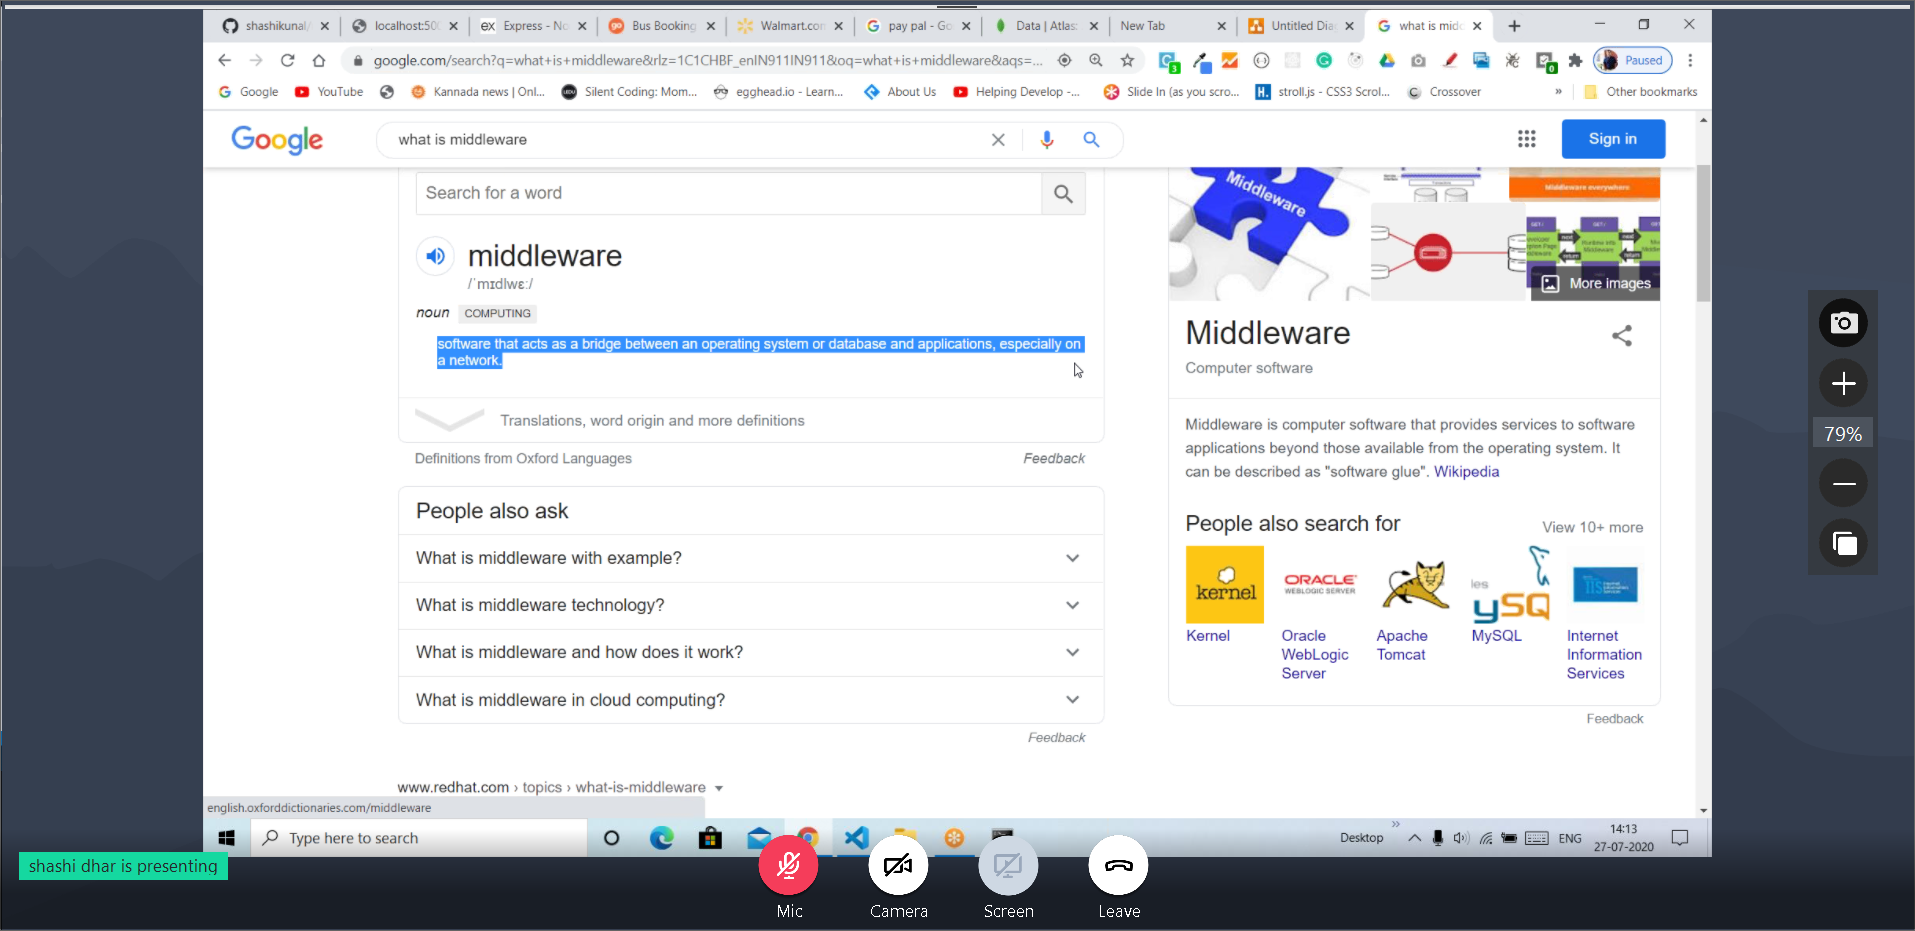 shashikunal/
localhost:500
ex Express - No
Bus Booking
Walmart.con
pay pal - Go
Data | Atlas:
New Tab
Untitled Dia
what is midd
google.com/search?q=what+is+middleware&rlz=1C1CHBF_enIN911IN911&oq=what+is+middleware&aqs=...
Paused
Google
YouTube
Kannada news | Onl...
Silent Coding: Mom...
egghead.io - Learn...
About Us
Helping Develop -...
Slide In (as you scro...
H. stroll.js - CSS3 Scrol...
Crossover
»
Other bookmarks
Google
what is middleware
Sign in
Search for a word
middleware
/ˈmɪdlwɛː/
noun COMPUTING
software that acts as a bridge between an operating system or database and applications, especially on
a network.
Translations, word origin and more definitions
Definitions from Oxford Languages
Feedback
People also ask
What is middleware with example?
What is middleware technology?
What is middleware and how does it work?
What is middleware in cloud computing?
Feedback
www.redhat.com › topics › what-is-middleware
english.oxforddictionaries.com/middleware
Middleware
Middleware everywhere
More images
Middleware
Computer software
Middleware is computer software that provides services to software
applications beyond those available from the operating system. It
can be described as "software glue". Wikipedia
People also search for
View 10+ more
kernel
ORACLE
WEBLOGIC SERVER
ySQ
IIS
Kernel
Oracle
WebLogic
Server
Apache
Tomcat
MySQL
Internet
Information
Services
Feedback
79%
Type here to search
Desktop
»
ENG
14:13
27-07-2020
shashi dhar is presenting
Mic
Camera
Screen
Leave